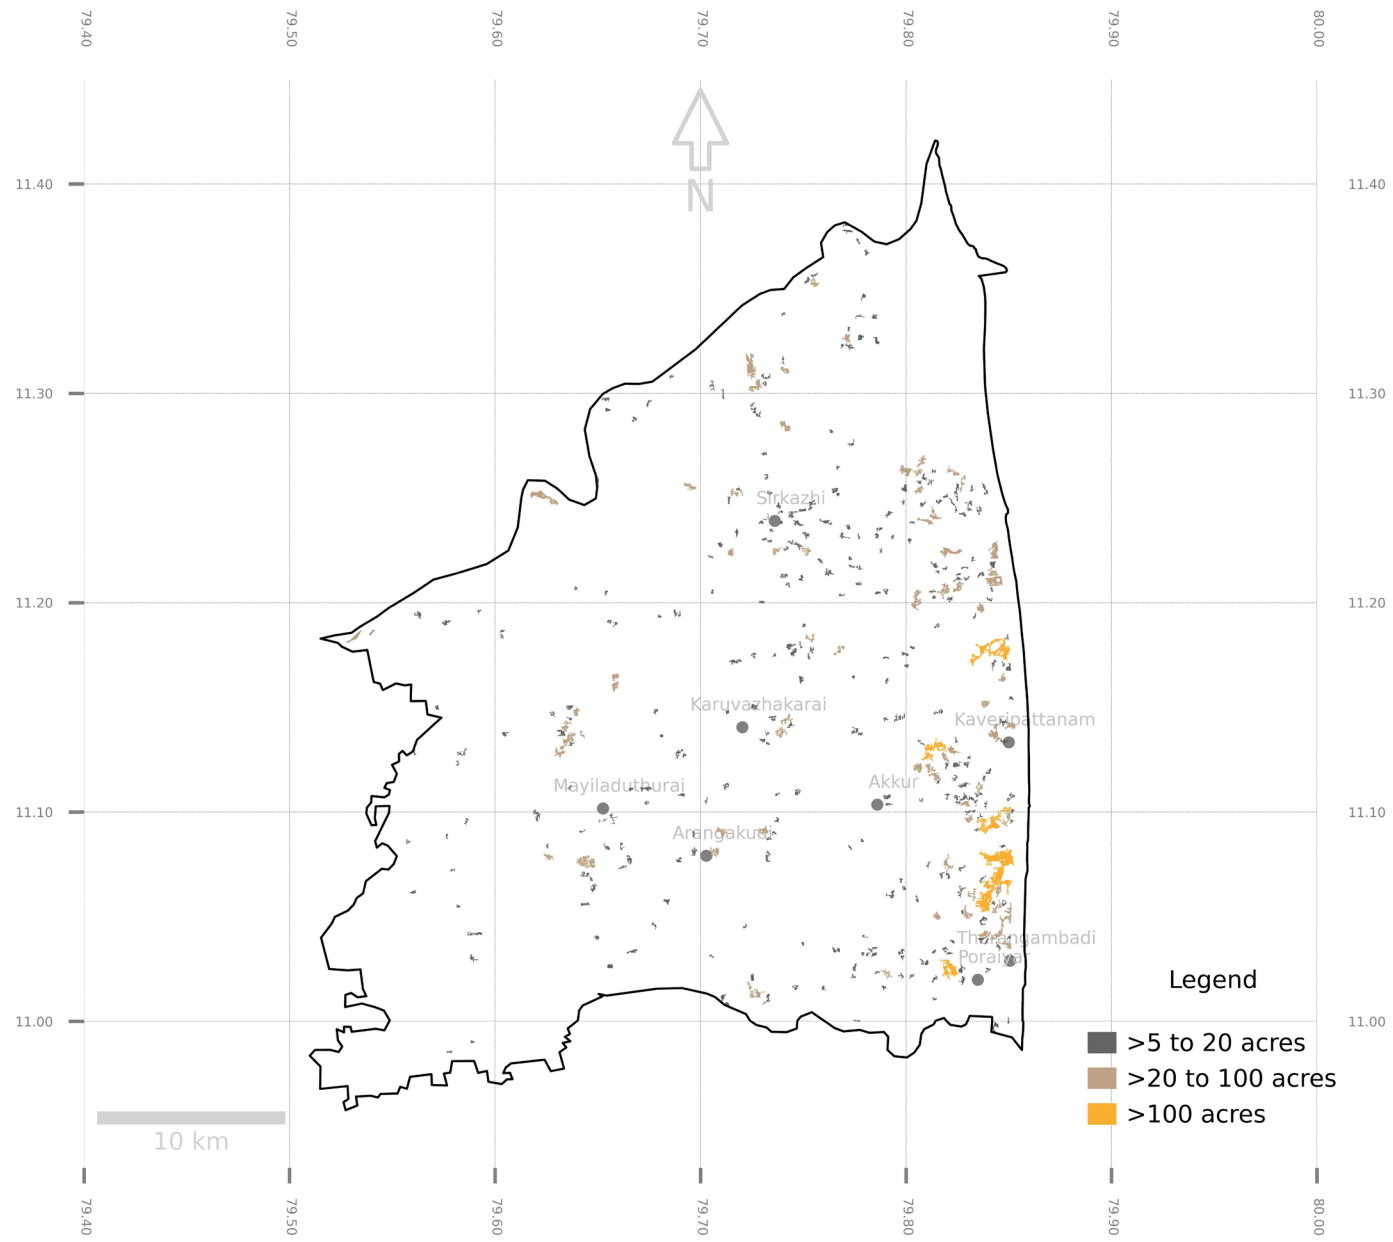 79.40 79.50 79.60 79.70 79.80 79.90 80.00
11.40 11.40
N
11.30 11.30
Sirkazhi
11.20 11.20
Karuvazhakarai
Kaveripattanam
Mayiladuthurai
Akkur
11.10 11.10
Arangakudi
Tharangambadi
Poraiyar
Legend
11.00 11.00
>5 to 20 acres
>20 to 100 acres
>100 acres
10 km
79.40 79.50 79.60 79.70 79.80 79.90 80.00